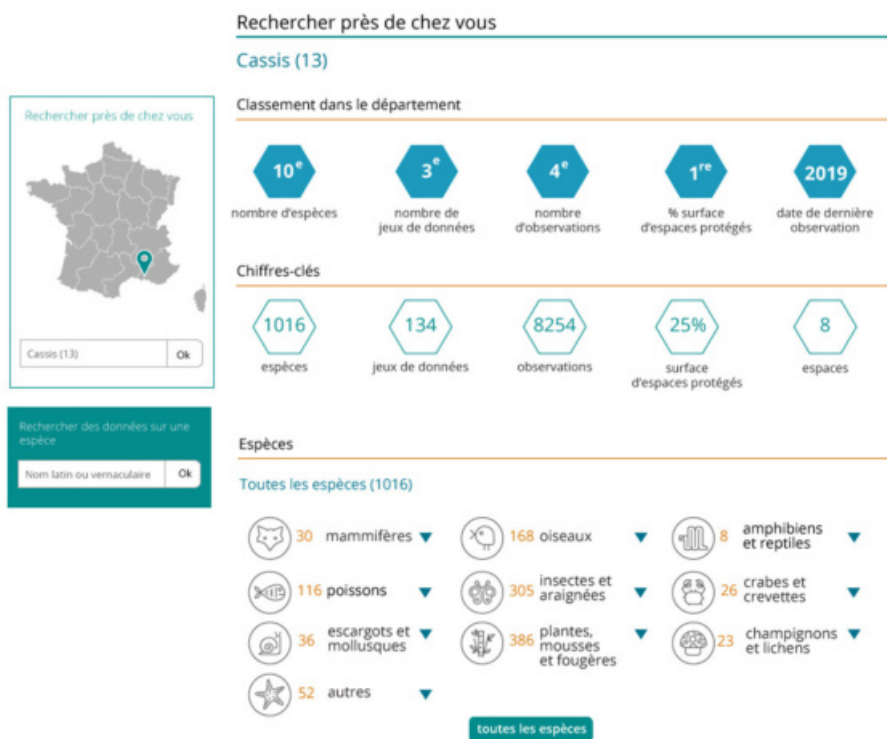 Rechercher près de chez vous
Cassis (13)
Rechercher près de chez vous
Cassis (13)
Ok
Rechercher des données sur une
espèce
Nom latin ou vernaculaire
Ok
Classement dans le département
10e
3e
4e
1re
2019
nombre d'espèces
nombre de
jeux de données
nombre
d'observations
% surface
d'espaces protégés
date de dernière
observation
Chiffres-clés
1016
134
8254
25%
8
espèces
jeux de données
observations
surface
d'espaces protégés
espaces
Espèces
Toutes les espèces (1016)
30 mammifères
168 oiseaux
8 amphibiens
et reptiles
116 poissons
305 insectes et
araignées
26 crabes et
crevettes
36 escargots et
mollusques
386 plantes,
mousses
et fougères
23 champignons
et lichens
52 autres
toutes les espèces